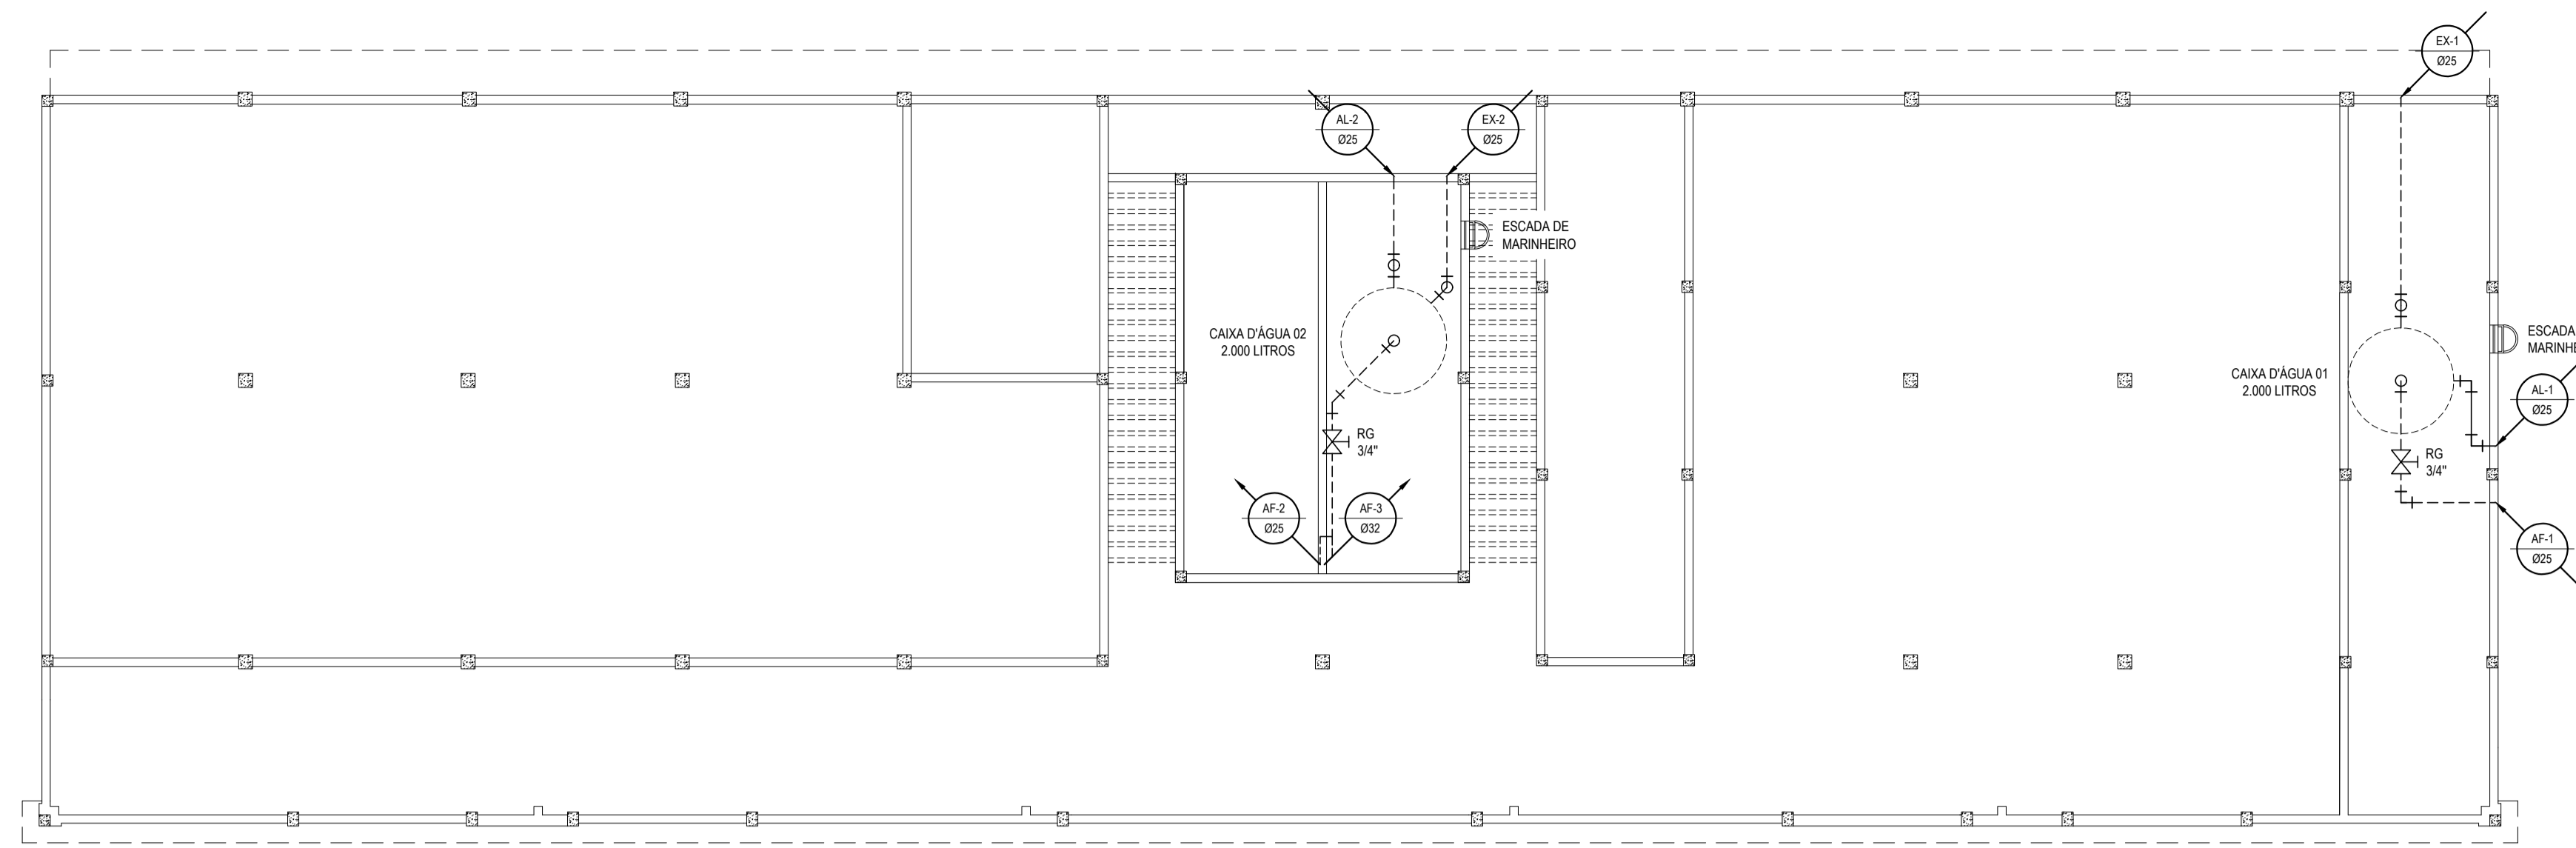 EX-1
Ø25
AL-2
Ø25
EX-2
Ø25
ESCADA DE
MARINHEIRO
CAIXA D'ÁGUA 02
2.000 LITROS
RG
3/4"
AF-2
Ø25
AF-3
Ø32
ESCADA
MARINHE
CAIXA D'ÁGUA 01
2.000 LITROS
AL-1
Ø25
RG
3/4"
AF-1
Ø25